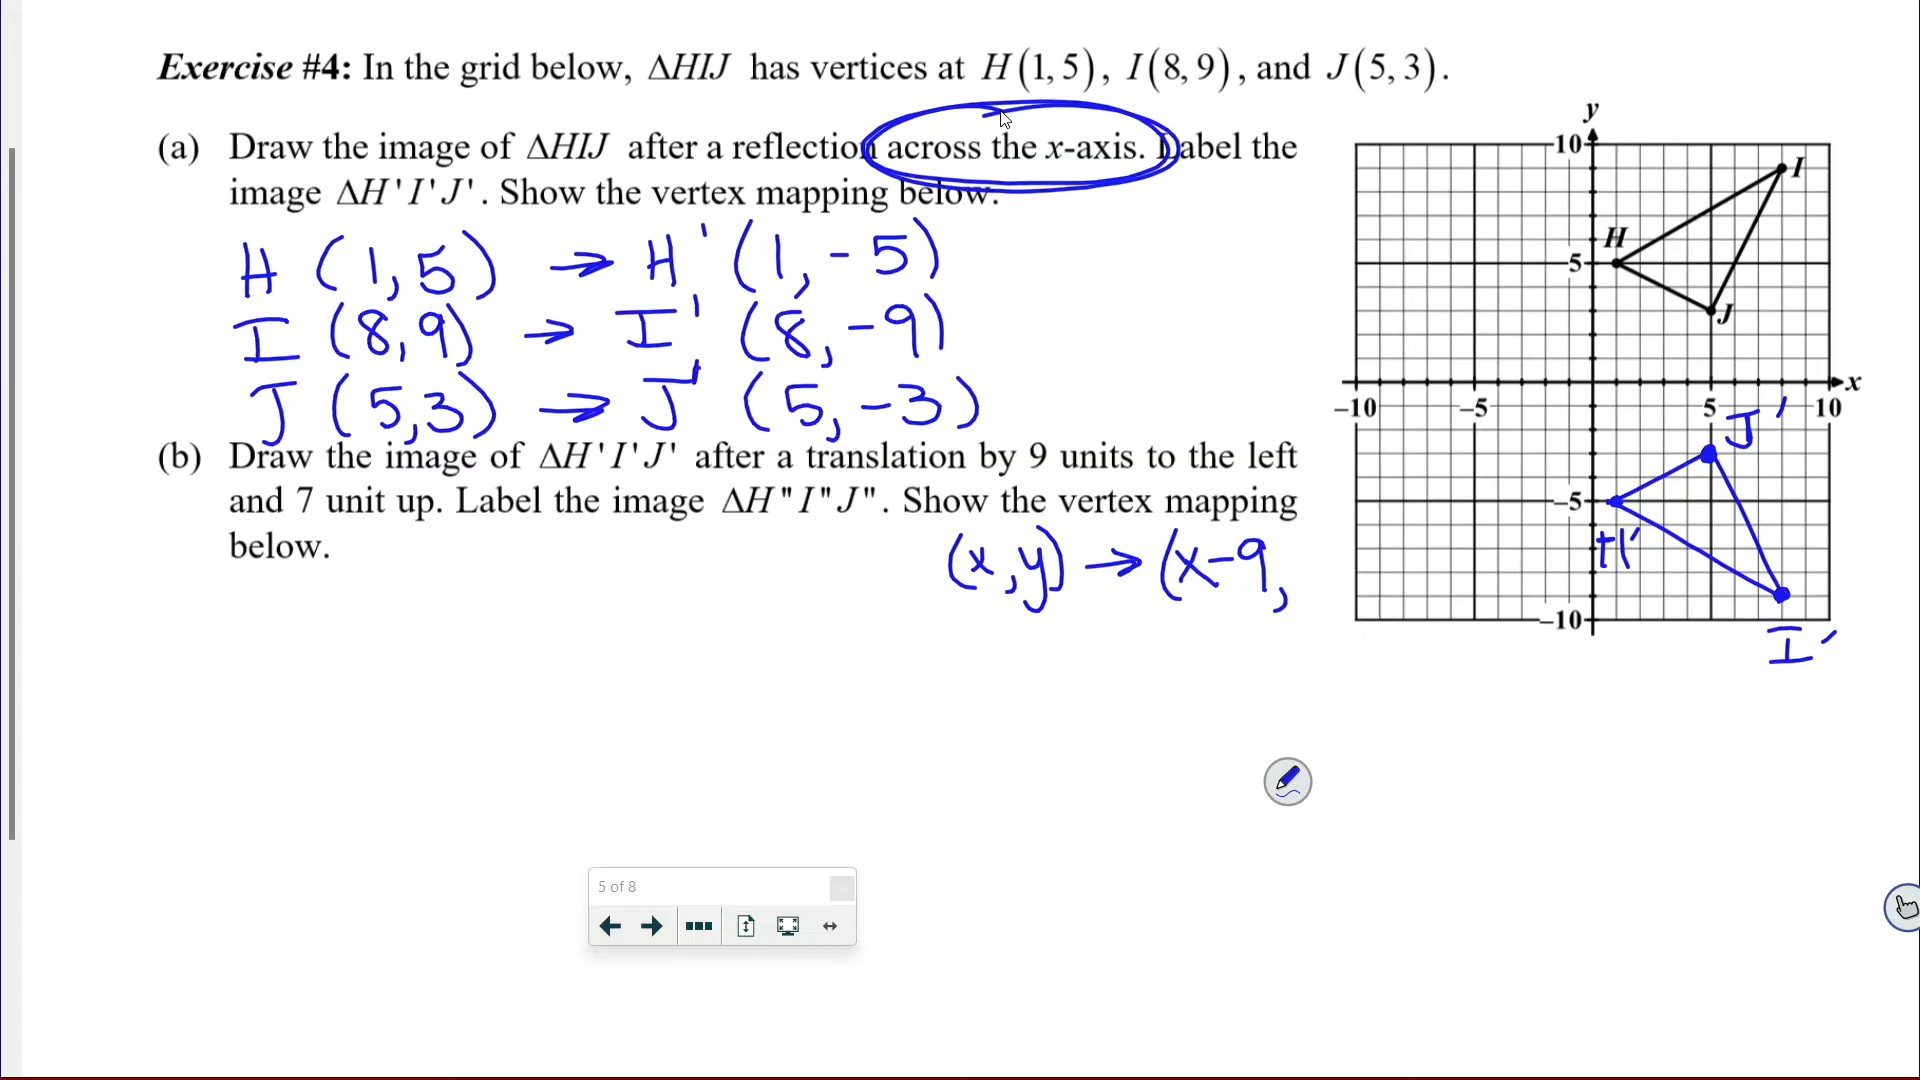 Exercise #4: In the grid below, ΔHIJ has vertices at H(1, 5), I(8, 9), and J(5, 3).
(a) Draw the image of ΔHIJ after a reflection across the x-axis. Label the
image ΔH'I'J'. Show the vertex mapping below.
H (1,5) → H' (1,-5)
I (8,9) → I' (8,-9)
J (5,3) → J' (5,-3)
(b) Draw the image of ΔH'I'J' after a translation by 9 units to the left
and 7 unit up. Label the image ΔH"I"J". Show the vertex mapping
below.
(x,y) → (x-9,
y
10
I
H
5
J
x
-10
-5
5
10
J'
-5
H'
-10
I'
5 of 8